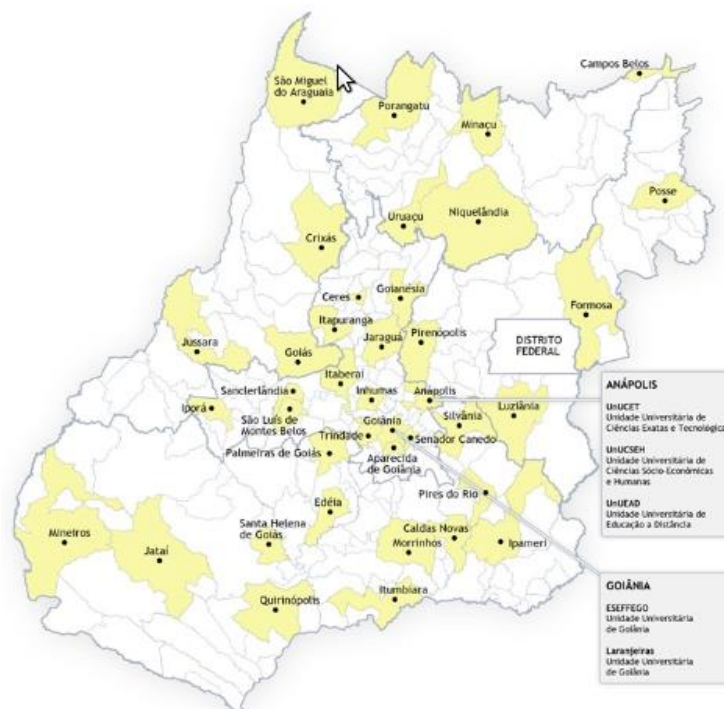 Campos Belos
São Miguel
do Araguaia
Porangatu
Minaçu
Posse
Niquelândia
Uruaçu
Crixás
Formosa
Goianésia
Ceres
Itapuranga
Jaraguá
Pirenópolis
DISTRITO
FEDERAL
Jussara
Goiás
Itaberaí
Sanclerlândia
Inhumas
Anápolis
Luziânia
Iporá
São Luís de
Montes Belos
Goiânia
Silvânia
Trindade
Senador Canedo
Palmeiras de Goiás
Aparecida
de Goiânia
Pires do Rio
Edéia
Santa Helena
de Goiás
Caldas Novas
Morrinhos
Ipameri
Mineiros
Jataí
Quirinópolis
Itumbiara
ANÁPOLIS
UnUCET
Unidade Universitária de
Ciências Exatas e Tecnológica
UnUCSEH
Unidade Universitária de
Ciências Sócio-Econômicas
e Humanas
UnUEAD
Unidade Universitária de
Educação a Distância
GOIÂNIA
ESEFFEGO
Unidade Universitária
de Goiânia
Laranjeiras
Unidade Universitária
de Goiânia